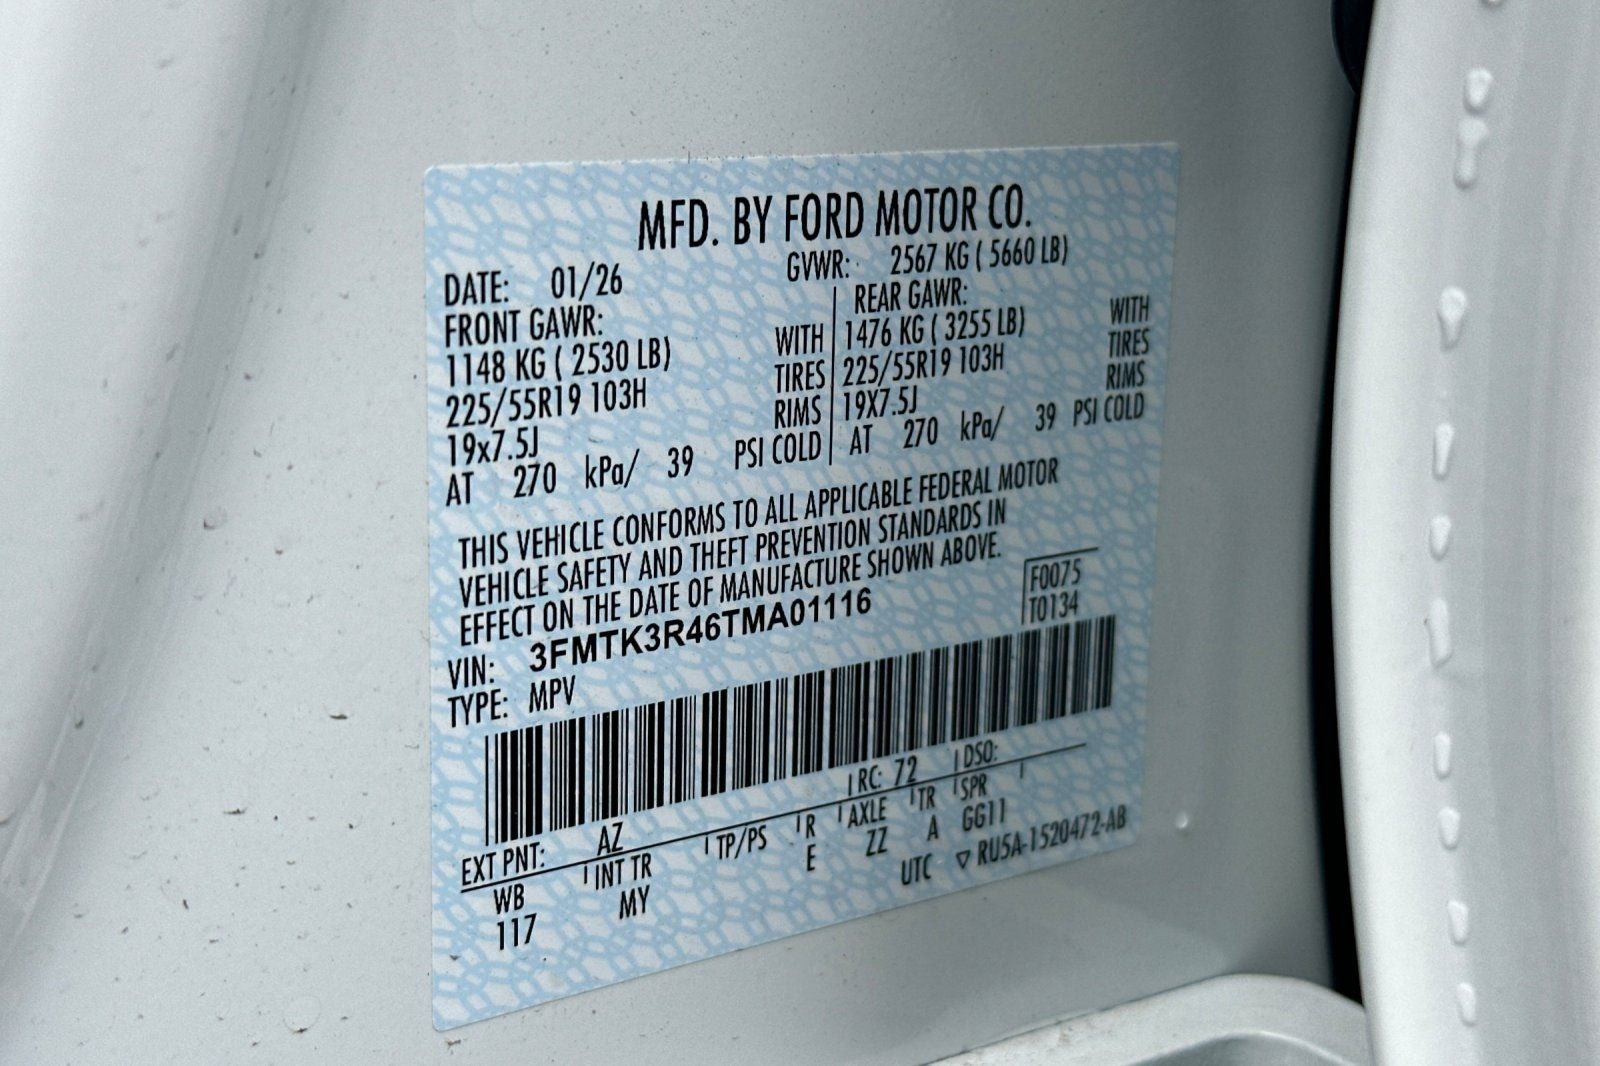 MFD. BY FORD MOTOR CO.
DATE: 01/26 GVWR: 2567 KG ( 5660 LB)
FRONT GAWR:
1148 KG ( 2530 LB) WITH
225/55R19 103H TIRES
19x7.5J RIMS
AT 270 kPa/ 39 PSI COLD
REAR GAWR:
1476 KG ( 3255 LB) WITH
225/55R19 103H TIRES
19X7.5J RIMS
AT 270 kPa/ 39 PSI COLD
THIS VEHICLE CONFORMS TO ALL APPLICABLE FEDERAL MOTOR
VEHICLE SAFETY AND THEFT PREVENTION STANDARDS IN
EFFECT ON THE DATE OF MANUFACTURE SHOWN ABOVE.
F0075
T0134
VIN: 3FMTK3R46TMA01116
TYPE: MPV
EXT PNT: AZ RC: 72 DSO:
WB INT TR TP/PS R AXLE TR SPR
117 MY E ZZ A GG11
UTC ▽ RU5A-1520472-AB